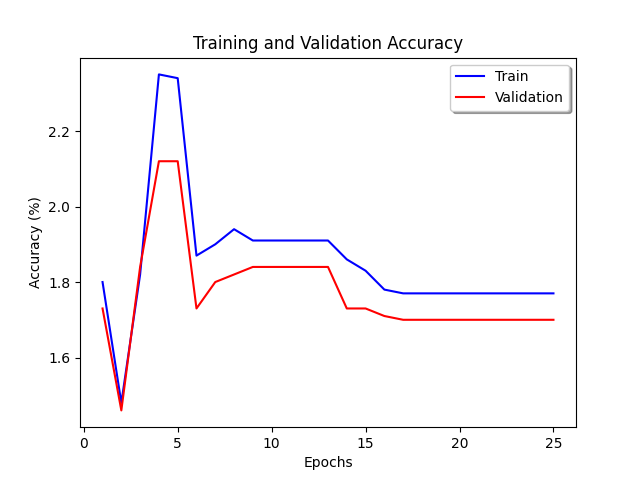 Training and Validation Accuracy
Train
Validation
Accuracy (%)
2.2
2.0
1.8
1.6
0 5 10 15 20 25
Epochs